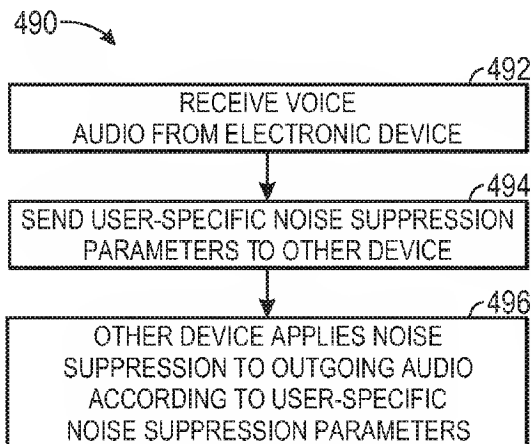 490
492
RECEIVE VOICE
AUDIO FROM ELECTRONIC DEVICE
494
SEND USER-SPECIFIC NOISE SUPPRESSION
PARAMETERS TO OTHER DEVICE
496
OTHER DEVICE APPLIES NOISE
SUPPRESSION TO OUTGOING AUDIO
ACCORDING TO USER-SPECIFIC
NOISE SUPPRESSION PARAMETERS